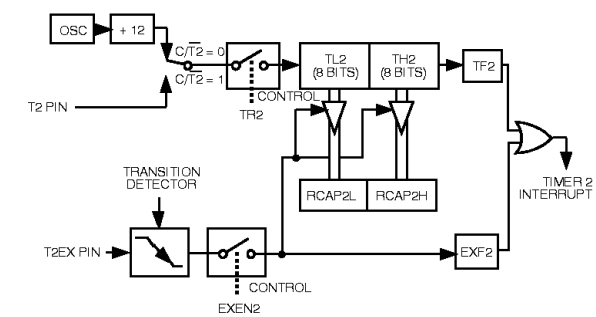 OSC
+ 12
C/T2̅ = 0
C/T2̅ = 1
T2 PIN
CONTROL
TR2
TL2
(8 BITS)
TH2
(8 BITS)
TF2
RCAP2L
RCAP2H
TIMER 2
INTERRUPT
TRANSITION
DETECTOR
T2EX PIN
CONTROL
EXEN2
EXF2